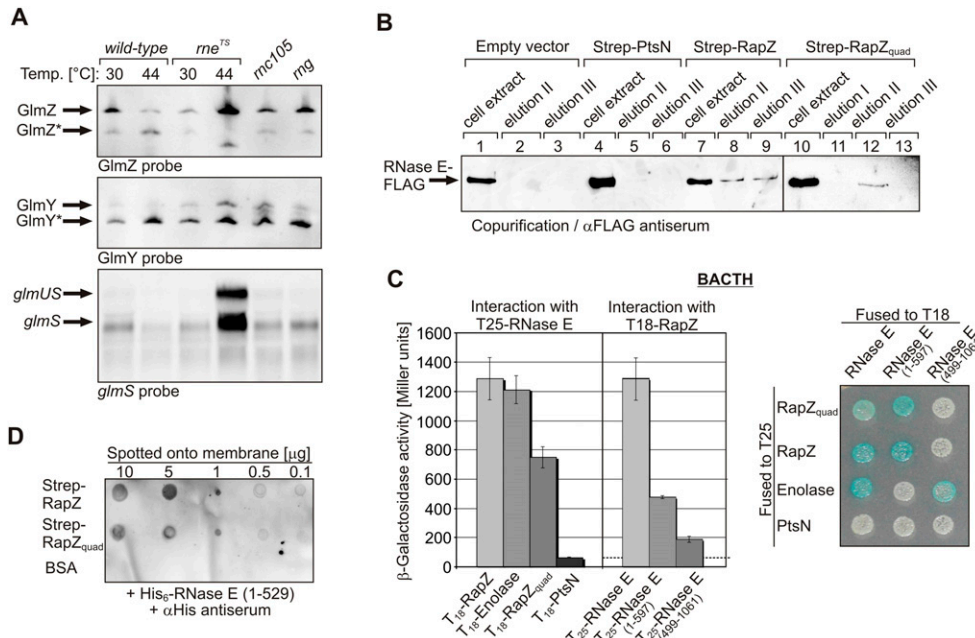 A
wild-type rneTS rnc105 rng
Temp. [°C]: 30 44 30 44
GlmZ
GlmZ*
GlmZ probe
GlmY
GlmY*
GlmY probe
glmUS
glmS
glmS probe
B
Empty vector Strep-PtsN Strep-RapZ Strep-RapZquad
cell extract elution II elution III cell extract elution II elution III cell extract elution II elution III cell extract elution I elution II elution III
1 2 3 4 5 6 7 8 9 10 11 12 13
RNase E-
FLAG
Copurification / αFLAG antiserum
C
BACTH
Interaction with
T25-RNase E
Interaction with
T18-RapZ
β-Galactosidase activity [Miller units]
1600
1400
1200
1000
800
600
400
200
0
T18-RapZ
T18-Enolase
T18-RapZquad
T18-PtsN
T25-RNase E
T25-RNase E
(1-597)
T25-RNase E
(499-1061)
Fused to T18
RNase E
RNase E
(1-597)
RNase E
(499-1061)
Fused to T25
RapZquad
RapZ
Enolase
PtsN
D
Spotted onto membrane [µg]
10 5 1 0.5 0.1
Strep-
RapZ
Strep-
RapZquad
BSA
+ His6-RNase E (1-529)
+ αHis antiserum